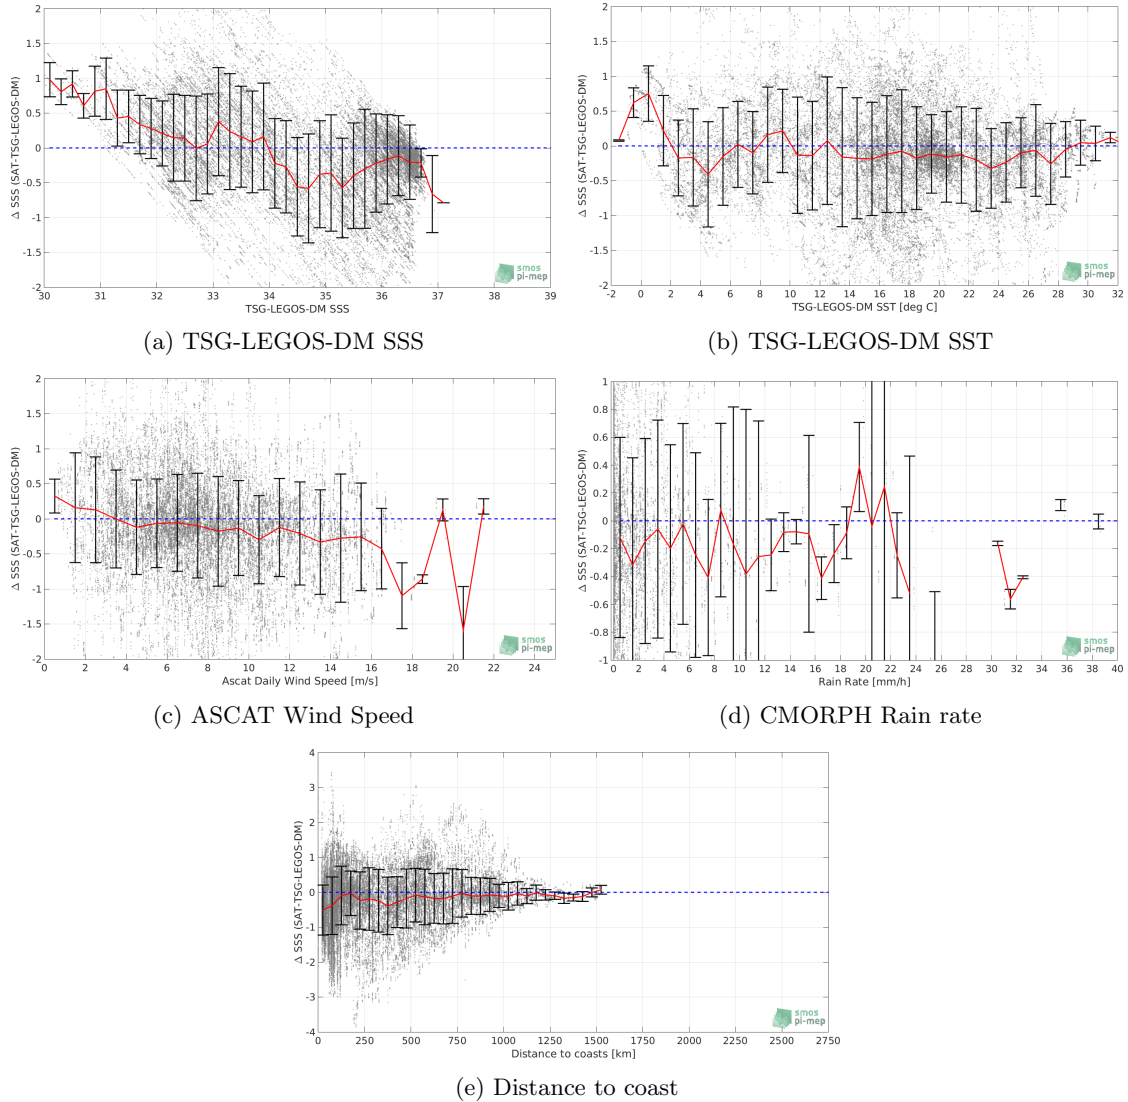 2
1.5
1
0.5
0
-0.5
-1
-1.5
-2
Δ SSS (SAT-TSG-LEGOS-DM)
30 31 32 33 34 35 36 37 38 39
TSG-LEGOS-DM SSS
smos
pi-mep
(a) TSG-LEGOS-DM SSS
2
1.5
1
0.5
0
-0.5
-1
-1.5
-2
Δ SSS (SAT-TSG-LEGOS-DM)
-2 0 2 4 6 8 10 12 14 16 18 20 22 24 26 28 30 32
TSG-LEGOS-DM SST [deg C]
smos
pi-mep
(b) TSG-LEGOS-DM SST
2
1.5
1
0.5
0
-0.5
-1
-1.5
-2
Δ SSS (SAT-TSG-LEGOS-DM)
0 2 4 6 8 10 12 14 16 18 20 22 24
Ascat Daily Wind Speed [m/s]
smos
pi-mep
(c) ASCAT Wind Speed
1
0.8
0.6
0.4
0.2
0
-0.2
-0.4
-0.6
-0.8
-1
Δ SSS (SAT-TSG-LEGOS-DM)
0 2 4 6 8 10 12 14 16 18 20 22 24 26 28 30 32 34 36 38 40
Rain Rate [mm/h]
smos
pi-mep
(d) CMORPH Rain rate
4
3
2
1
0
-1
-2
-3
-4
Δ SSS (SAT-TSG-LEGOS-DM)
0 250 500 750 1000 1250 1500 1750 2000 2250 2500 2750
Distance to coasts [km]
smos
pi-mep
(e) Distance to coast